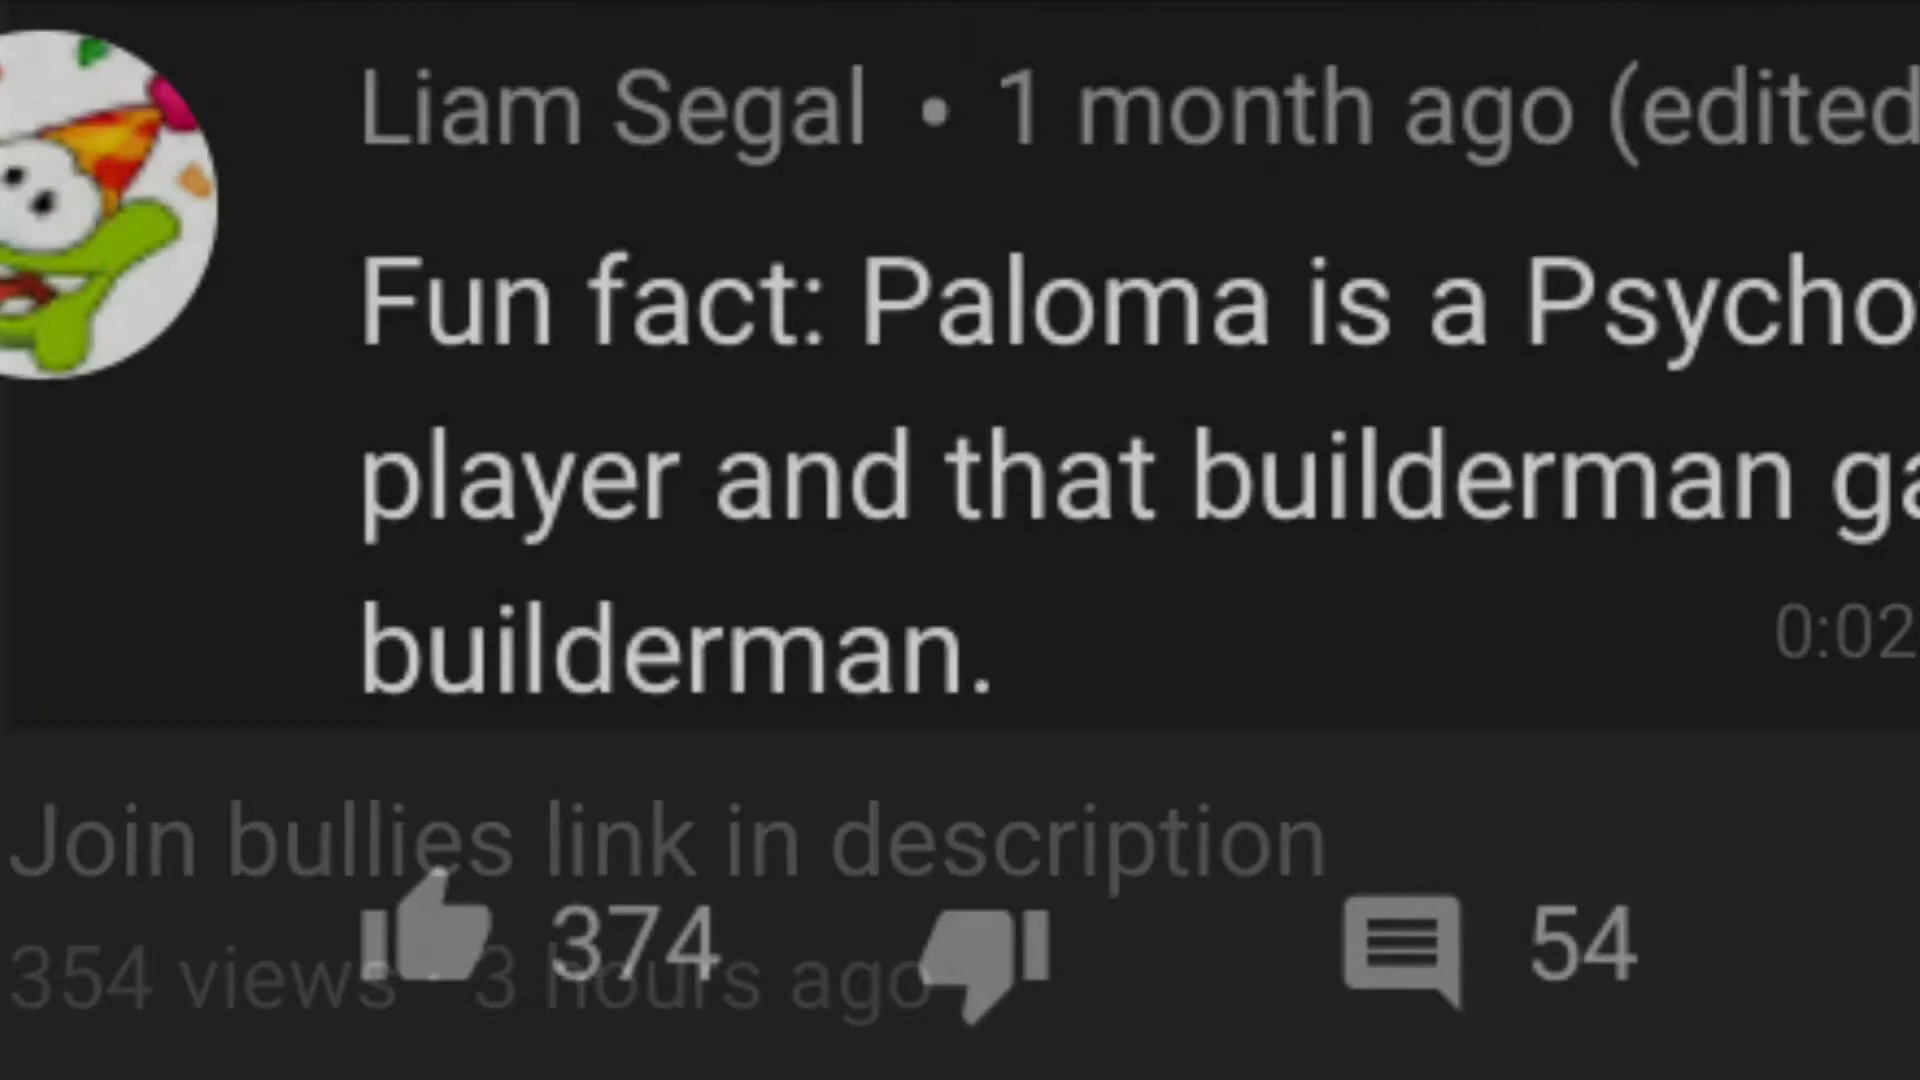 Liam Segal • 1 month ago (edited
Fun fact: Paloma is a Psycho
player and that builderman ga
builderman.
0:02
Join bullies link in description
374
54
354 views · 3 hours ago